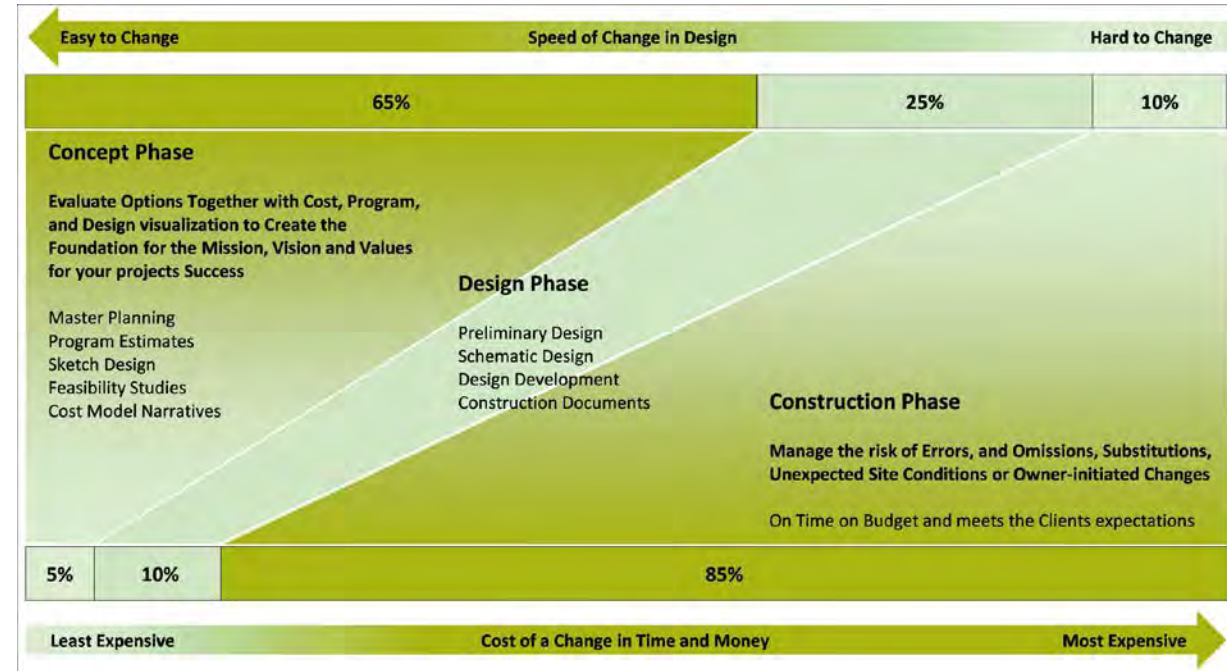 Easy to Change
Speed of Change in Design
Hard to Change
65%
25%
10%
Concept Phase
Evaluate Options Together with Cost, Program,
and Design visualization to Create the
Foundation for the Mission, Vision and Values
for your projects Success
Master Planning
Program Estimates
Sketch Design
Feasibility Studies
Cost Model Narratives
Design Phase
Preliminary Design
Schematic Design
Design Development
Construction Documents
Construction Phase
Manage the risk of Errors, and Omissions, Substitutions,
Unexpected Site Conditions or Owner-initiated Changes
On Time on Budget and meets the Clients expectations
5%
10%
85%
Least Expensive
Cost of a Change in Time and Money
Most Expensive